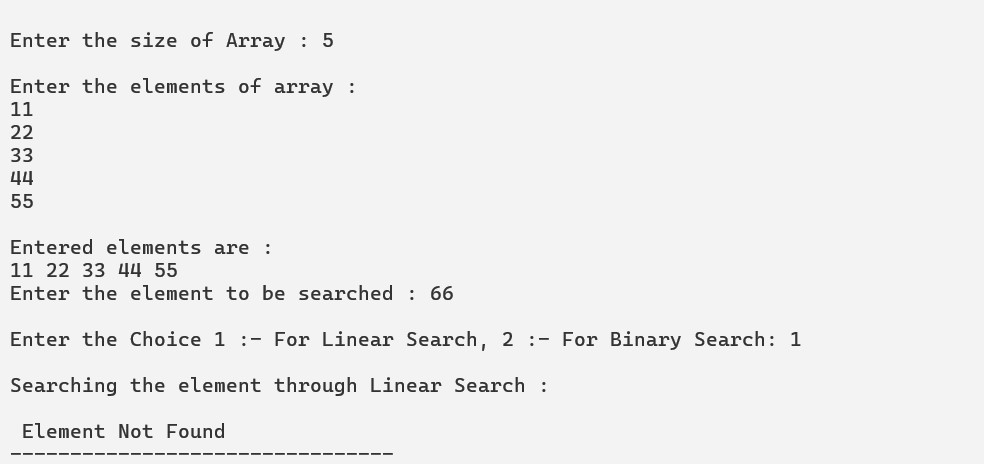 Enter the size of Array : 5
Enter the elements of array :
11
22
33
44
55
Entered elements are :
11 22 33 44 55
Enter the element to be searched : 66
Enter the Choice 1 :- For Linear Search, 2 :- For Binary Search: 1
Searching the element through Linear Search :
Element Not Found
--------------------------------